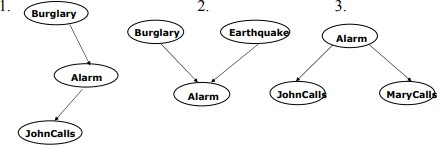 1.
Burglary
Alarm
JohnCalls
2.
Burglary
Earthquake
Alarm
3.
Alarm
JohnCalls
MaryCalls